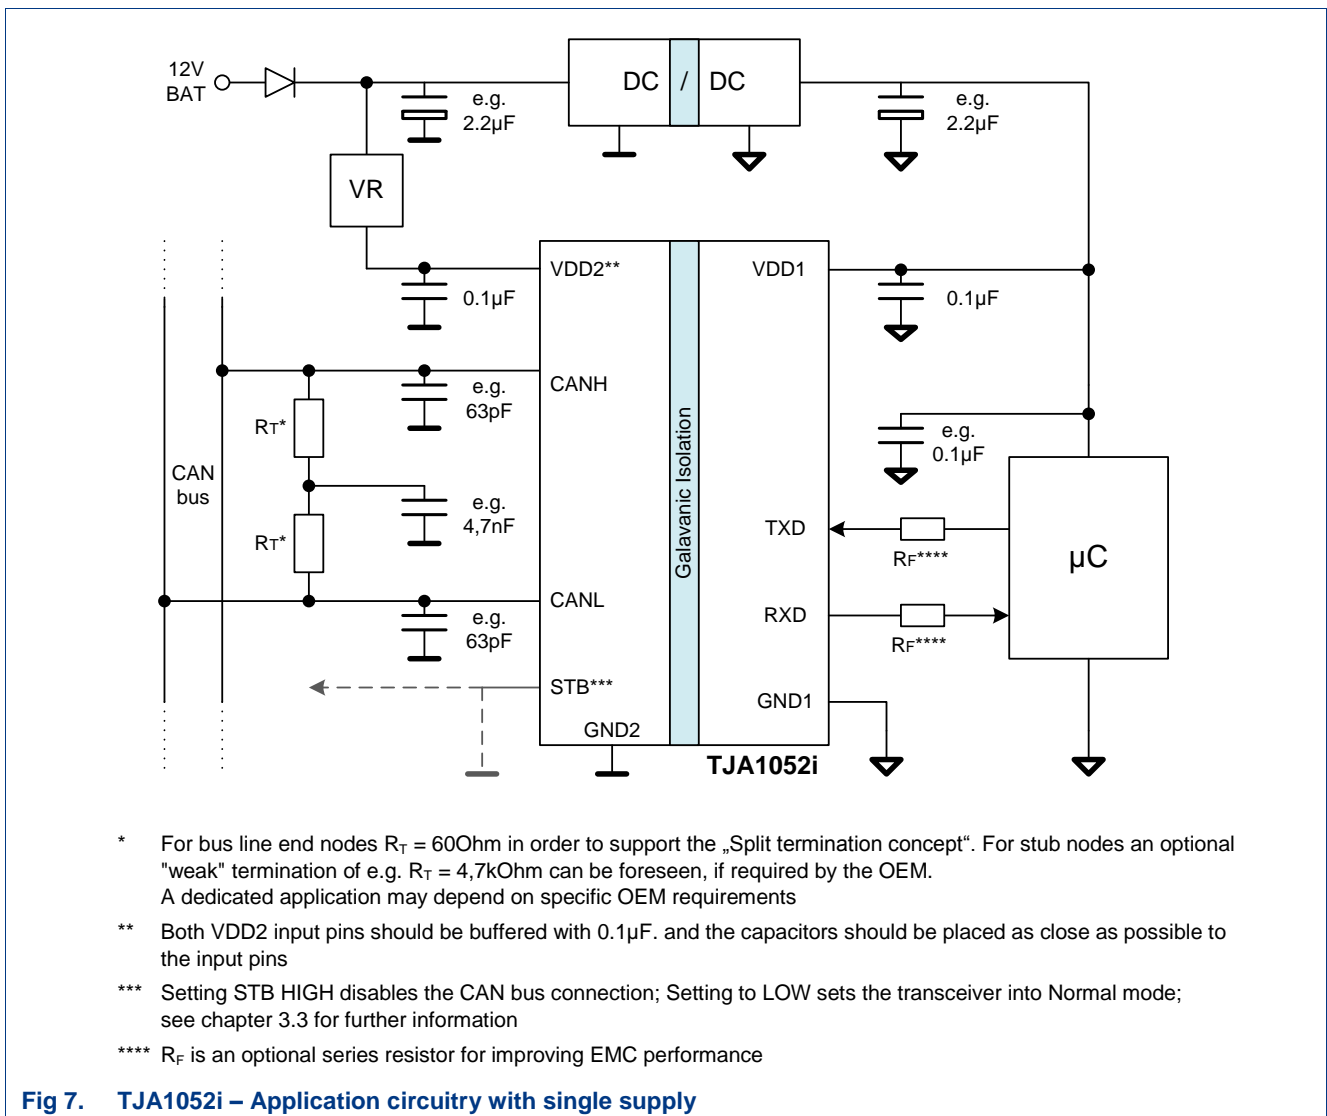 12V
BAT
DC / DC
e.g.
2.2µF
e.g.
2.2µF
VR
VDD2**
VDD1
0.1µF
0.1µF
CANH
e.g.
63pF
RT*
e.g.
0.1µF
CAN
bus
Galavanic Isolation
e.g.
4,7nF
TXD
RF****
µC
RT*
CANL
RXD
e.g.
63pF
RF****
STB***
GND1
GND2
TJA1052i
* For bus line end nodes RT = 60Ohm in order to support the „Split termination concept“. For stub nodes an optional
"weak" termination of e.g. RT = 4,7kOhm can be foreseen, if required by the OEM.
A dedicated application may depend on specific OEM requirements
** Both VDD2 input pins should be buffered with 0.1µF. and the capacitors should be placed as close as possible to
the input pins
*** Setting STB HIGH disables the CAN bus connection; Setting to LOW sets the transceiver into Normal mode;
see chapter 3.3 for further information
**** RF is an optional series resistor for improving EMC performance
Fig 7. TJA1052i – Application circuitry with single supply